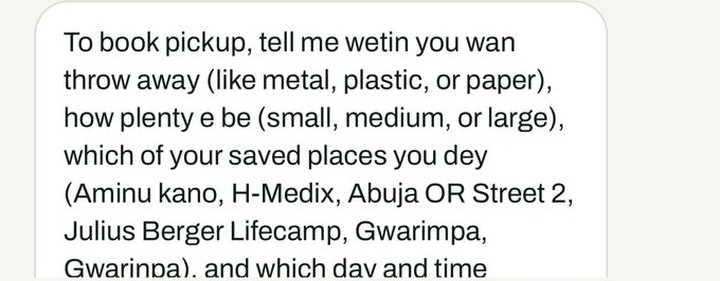 To book pickup, tell me wetin you wan
throw away (like metal, plastic, or paper),
how plenty e be (small, medium, or large),
which of your saved places you dey
(Aminu kano, H-Medix, Abuja OR Street 2,
Julius Berger Lifecamp, Gwarimpa,
Gwarinpa), and which day and time